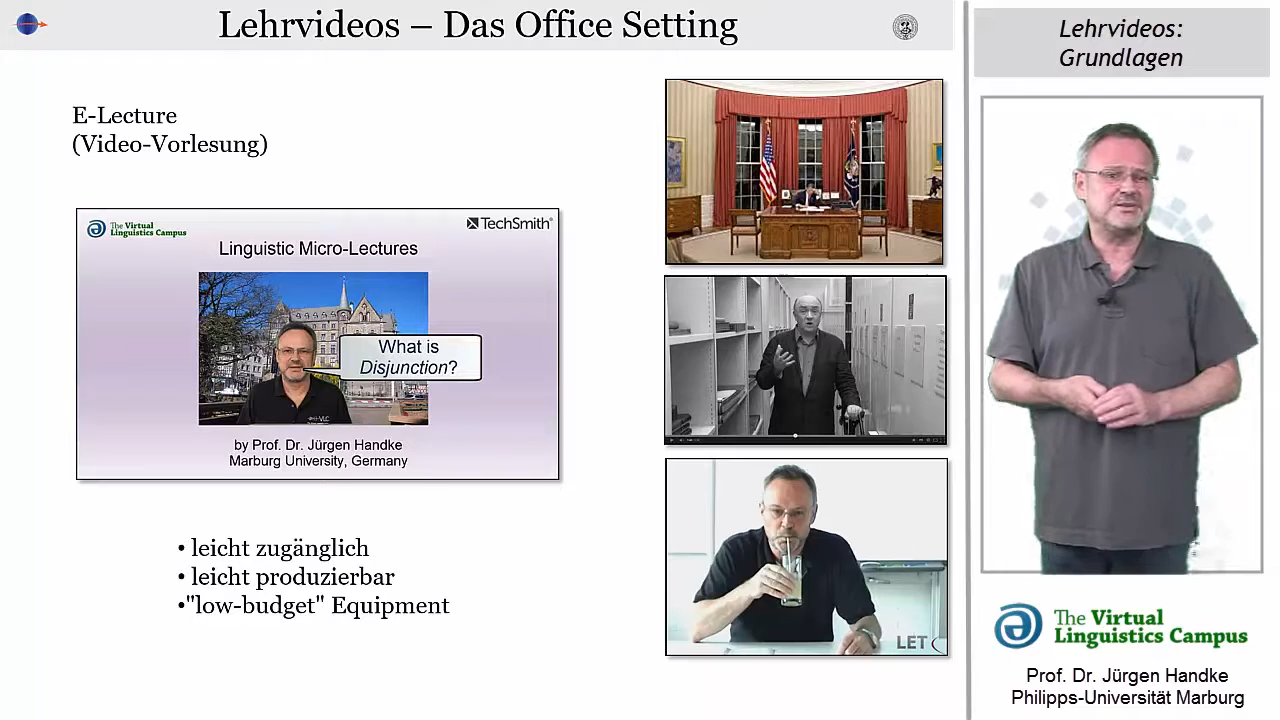 Lehrvideos – Das Office Setting
E-Lecture
(Video-Vorlesung)
The Virtual
Linguistics Campus
TechSmith®
Linguistic Micro-Lectures
What is
Disjunction?
by Prof. Dr. Jürgen Handke
Marburg University, Germany
• leicht zugänglich
• leicht produzierbar
•"low-budget" Equipment
LET
Lehrvideos:
Grundlagen
The Virtual
Linguistics Campus
Prof. Dr. Jürgen Handke
Philipps-Universität Marburg